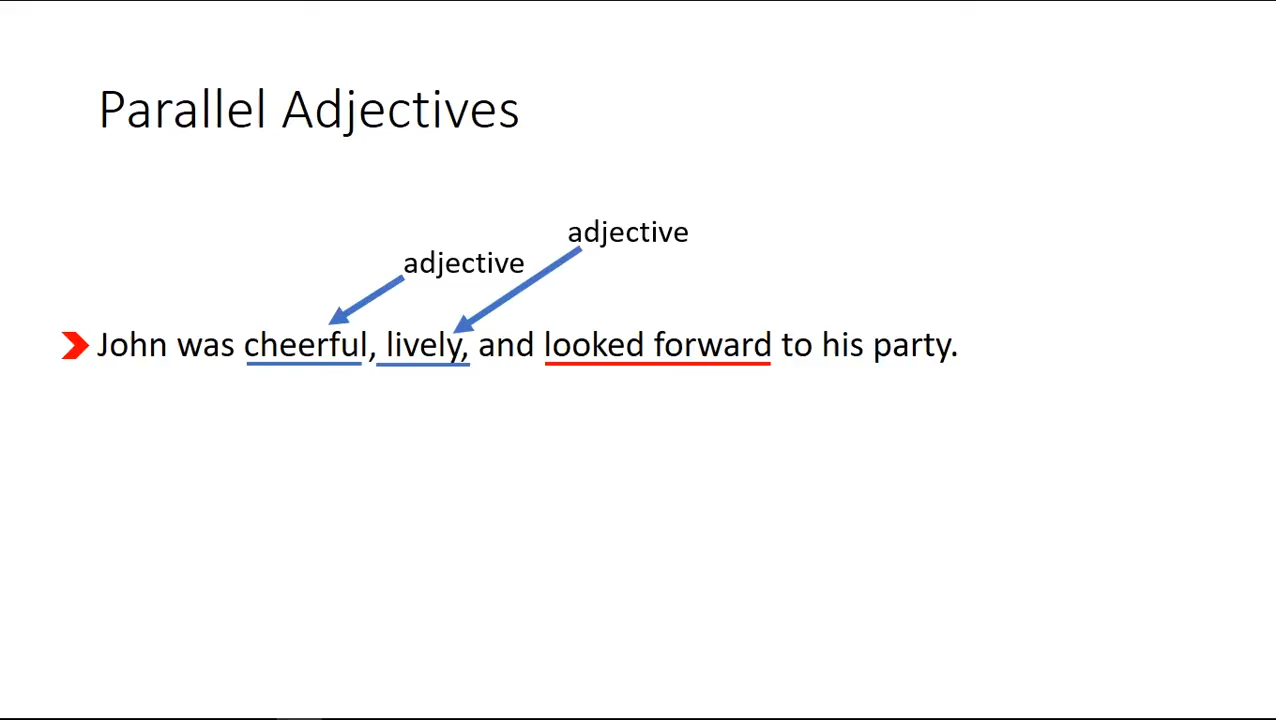 Parallel Adjectives
adjective
adjective
John was cheerful, lively, and looked forward to his party.